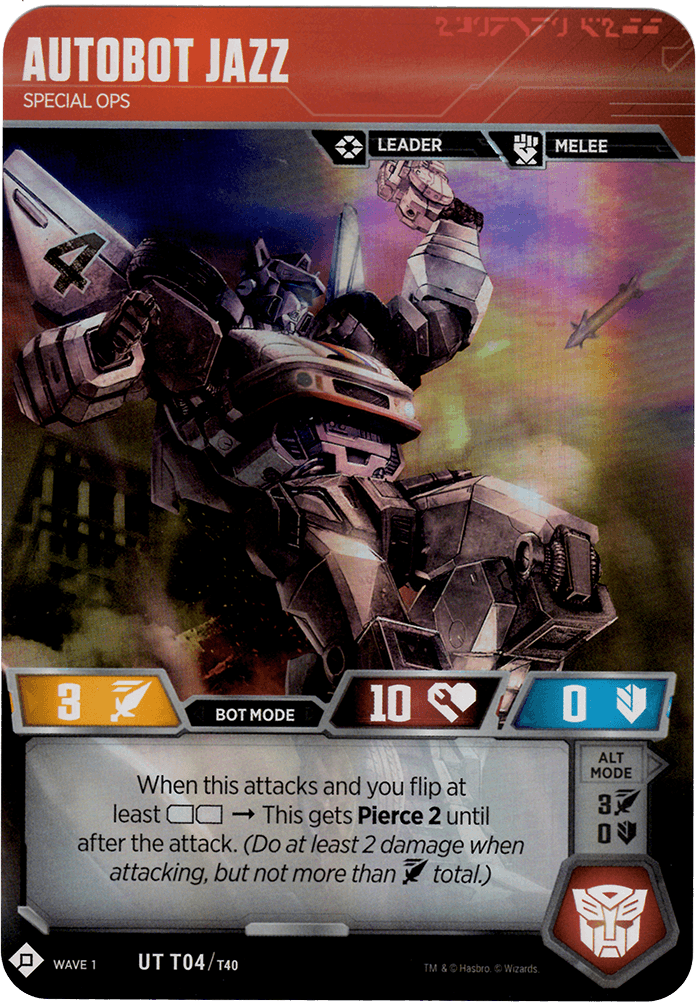 AUTOBOT JAZZ
SPECIAL OPS
LEADER
MELEE
4
3
BOT MODE
10
0
When this attacks and you flip at
least → This gets Pierce 2 until
after the attack. (Do at least 2 damage when
attacking, but not more than total.)
ALT
MODE
3
0
WAVE 1
UT T04/T40
TM & © Hasbro. © Wizards.